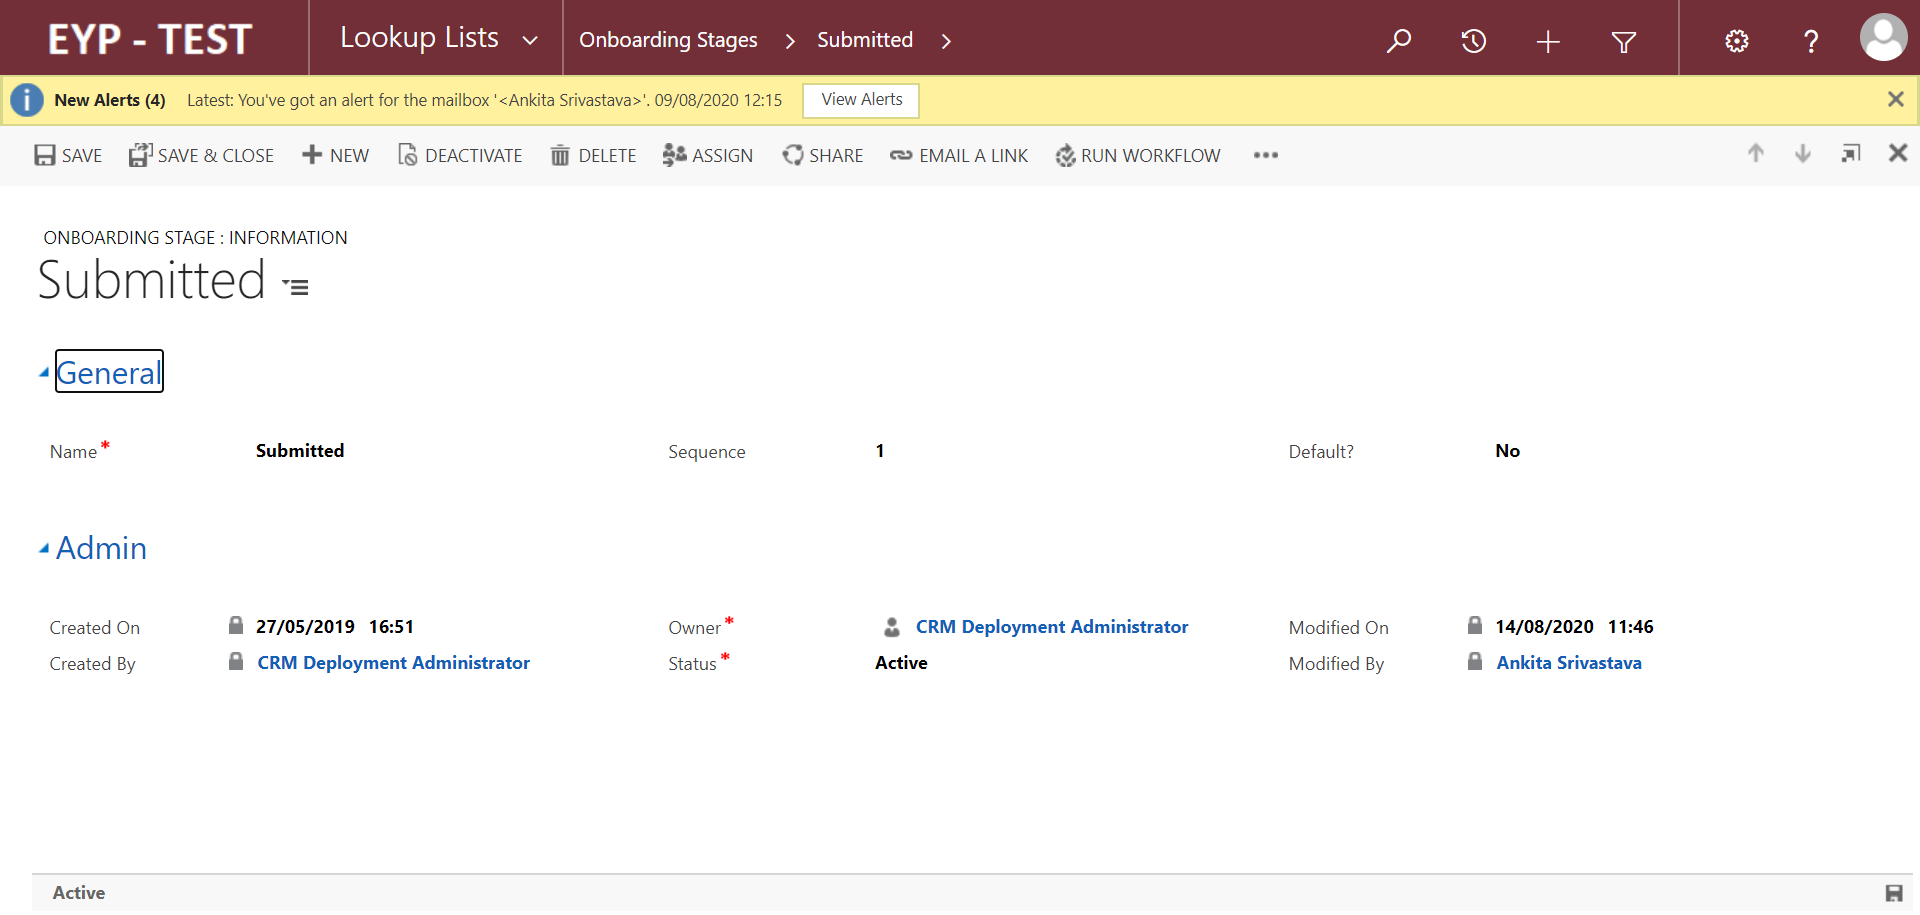 EYP - TEST Lookup Lists Onboarding Stages Submitted
New Alerts (4) Latest: You've got an alert for the mailbox '<Ankita Srivastava>'. 09/08/2020 12:15 View Alerts
SAVE SAVE & CLOSE NEW DEACTIVATE DELETE ASSIGN SHARE EMAIL A LINK RUN WORKFLOW
ONBOARDING STAGE : INFORMATION
Submitted
General
Name* Submitted Sequence 1 Default? No
Admin
Created On 27/05/2019 16:51 Owner* CRM Deployment Administrator Modified On 14/08/2020 11:46
Created By CRM Deployment Administrator Status* Active Modified By Ankita Srivastava
Active